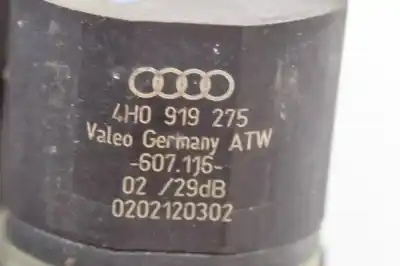 4H0 919 275
Valeo Germany ATW
-607.116-
02 /29dB
0202120302